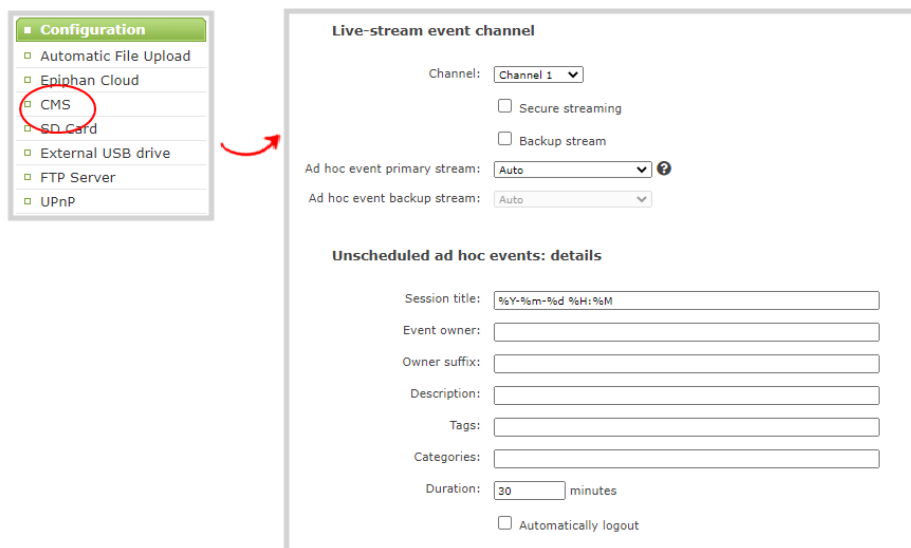 Configuration
Automatic File Upload
Epiphan Cloud
CMS
SD Card
External USB drive
FTP Server
UPnP
Live-stream event channel
Channel: Channel 1
Secure streaming
Backup stream
Ad hoc event primary stream: Auto ?
Ad hoc event backup stream: Auto
Unscheduled ad hoc events: details
Session title: %Y-%m-%d %H:%M
Event owner:
Owner suffix:
Description:
Tags:
Categories:
Duration: 30 minutes
Automatically logout